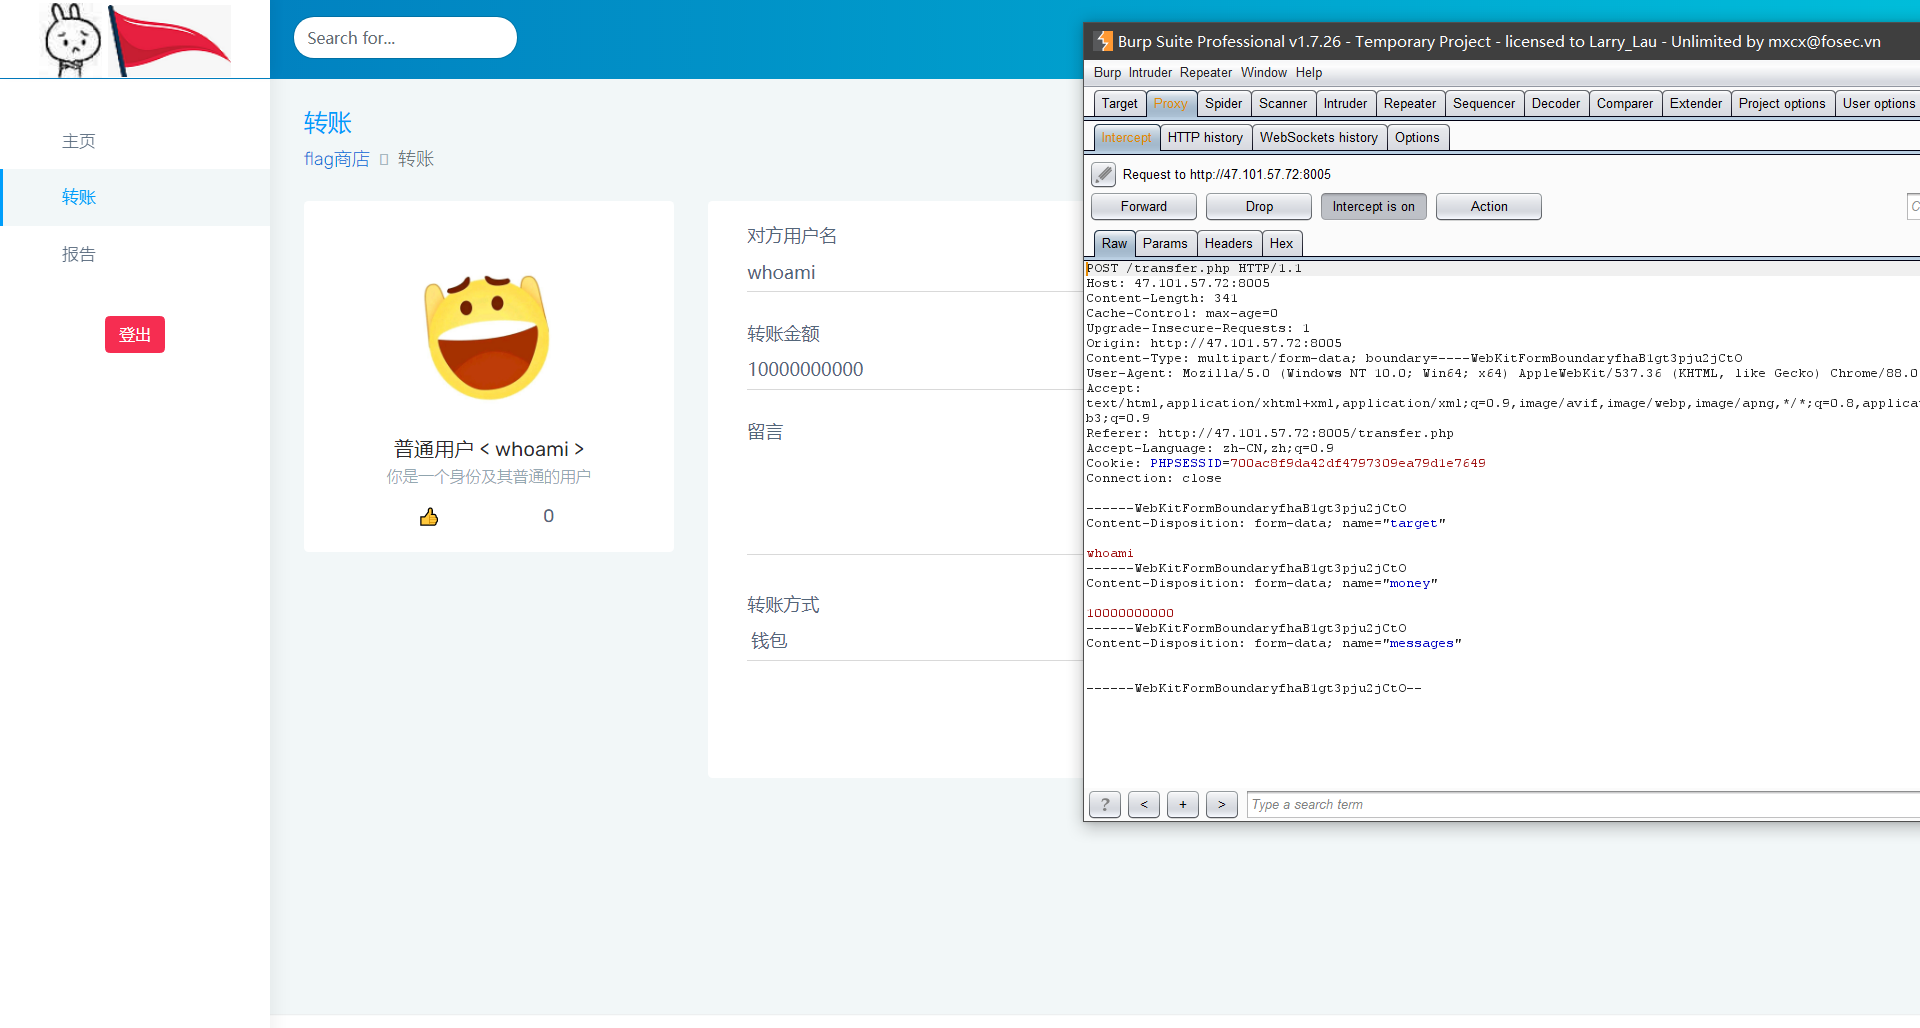 Search for...
主页
转账
报告
登出
转账
flag商店 转账
普通用户 < whoami >
你是一个身份及其普通的用户
0
对方用户名
whoami
转账金额
10000000000
留言
转账方式
钱包
Burp Suite Professional v1.7.26 - Temporary Project - licensed to Larry_Lau - Unlimited by mxcx@fosec.vn
Burp Intruder Repeater Window Help
Target Proxy Spider Scanner Intruder Repeater Sequencer Decoder Comparer Extender Project options User options
Intercept HTTP history WebSockets history Options
Request to http://47.101.57.72:8005
Forward Drop Intercept is on Action
C
Raw Params Headers Hex
POST /transfer.php HTTP/1.1
Host: 47.101.57.72:8005
Content-Length: 341
Cache-Control: max-age=0
Upgrade-Insecure-Requests: 1
Origin: http://47.101.57.72:8005
Content-Type: multipart/form-data; boundary=----WebKitFormBoundaryfhaB1gt3pju2jCtO
User-Agent: Mozilla/5.0 (Windows NT 10.0; Win64; x64) AppleWebKit/537.36 (KHTML, like Gecko) Chrome/88.0
Accept:
text/html,application/xhtml+xml,application/xml;q=0.9,image/avif,image/webp,image/apng,*/*;q=0.8,applica
b3;q=0.9
Referer: http://47.101.57.72:8005/transfer.php
Accept-Language: zh-CN,zh;q=0.9
Cookie: PHPSESSID=700ac8f9da42df4797309ea79d1e7649
Connection: close
------WebKitFormBoundaryfhaB1gt3pju2jCtO
Content-Disposition: form-data; name="target"
whoami
------WebKitFormBoundaryfhaB1gt3pju2jCtO
Content-Disposition: form-data; name="money"
10000000000
------WebKitFormBoundaryfhaB1gt3pju2jCtO
Content-Disposition: form-data; name="messages"
------WebKitFormBoundaryfhaB1gt3pju2jCtO--
? < + > Type a search term